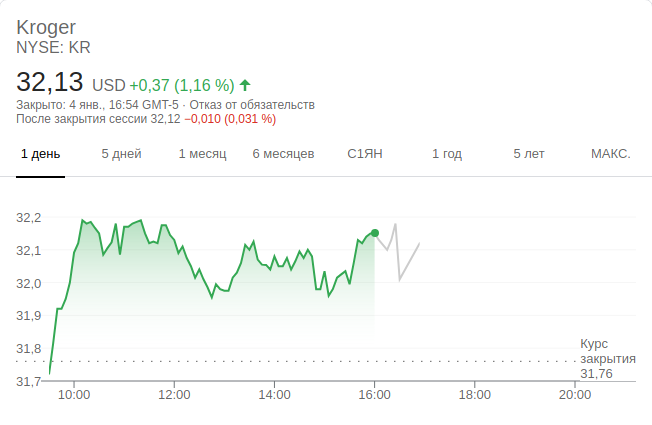 Kroger
NYSE: KR
32,13 USD +0,37 (1,16 %)
Закрыто: 4 янв., 16:54 GMT-5 · Отказ от обязательств
После закрытия сессии 32,12 −0,010 (0,031 %)
1 день 5 дней 1 месяц 6 месяцев С1ЯН 1 год 5 лет МАКС.
32,2
32,1
32,0
31,9
31,8
31,7
Курс
закрытия
31,76
10:00 12:00 14:00 16:00 18:00 20:00